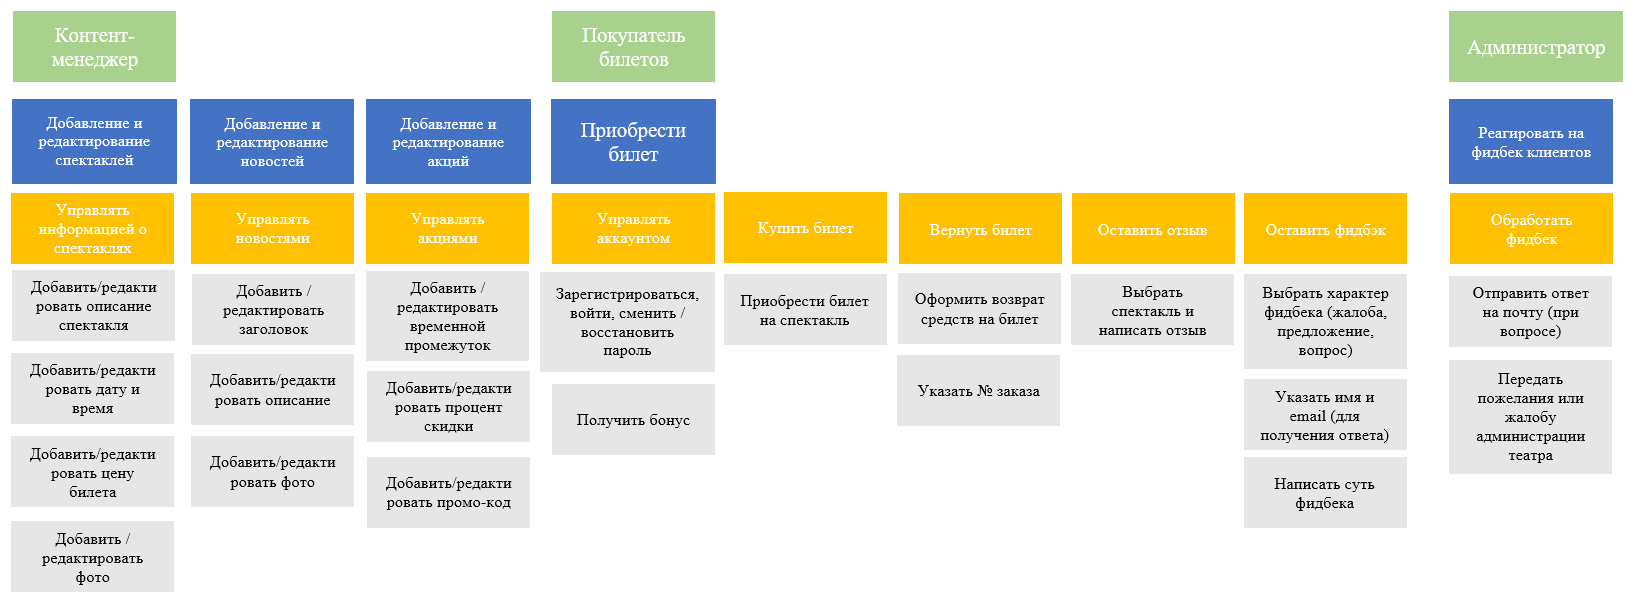 Контент-
менеджер
Покупатель
билетов
Администратор
Добавление и
редактирование
спектаклей
Добавление и
редактирование
новостей
Добавление и
редактирование
акций
Приобрести
билет
Реагировать на
фидбек клиентов
Управлять
информацией о
спектаклях
Управлять
новостями
Управлять
акциями
Управлять
аккаунтом
Купить билет
Вернуть билет
Оставить отзыв
Оставить фидбэк
Обработать
фидбек
Добавить/редакти
ровать описание
спектакля
Добавить/редакти
ровать дату и
время
Добавить/редакти
ровать цену
билета
Добавить /
редактировать
фото
Добавить /
редактировать
заголовок
Добавить/редакти
ровать описание
Добавить/редакти
ровать фото
Добавить /
редактировать
временной
промежуток
Добавить/редакти
ровать процент
скидки
Добавить/редакти
ровать промо-код
Зарегистрироваться,
войти, сменить /
восстановить
пароль
Получить бонус
Приобрести билет
на спектакль
Оформить возврат
средств на билет
Указать № заказа
Выбрать
спектакль и
написать отзыв
Выбрать характер
фидбека (жалоба,
предложение,
вопрос)
Указать имя и
email (для
получения ответа)
Написать суть
фидбека
Отправить ответ
на почту (при
вопросе)
Передать
пожелания или
жалобу
администрации
театра